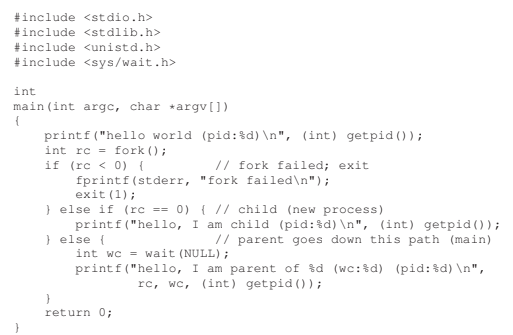 #include <stdio.h>
#include <stdlib.h>
#include <unistd.h>
#include <sys/wait.h>

int
main(int argc, char *argv[])
{
    printf("hello world (pid:%d)\n", (int) getpid());
    int rc = fork();
    if (rc < 0) {         // fork failed; exit
        fprintf(stderr, "fork failed\n");
        exit(1);
    } else if (rc == 0) { // child (new process)
        printf("hello, I am child (pid:%d)\n", (int) getpid());
    } else {              // parent goes down this path (main)
        int wc = wait(NULL);
        printf("hello, I am parent of %d (wc:%d) (pid:%d)\n",
                rc, wc, (int) getpid());
    }
    return 0;
}